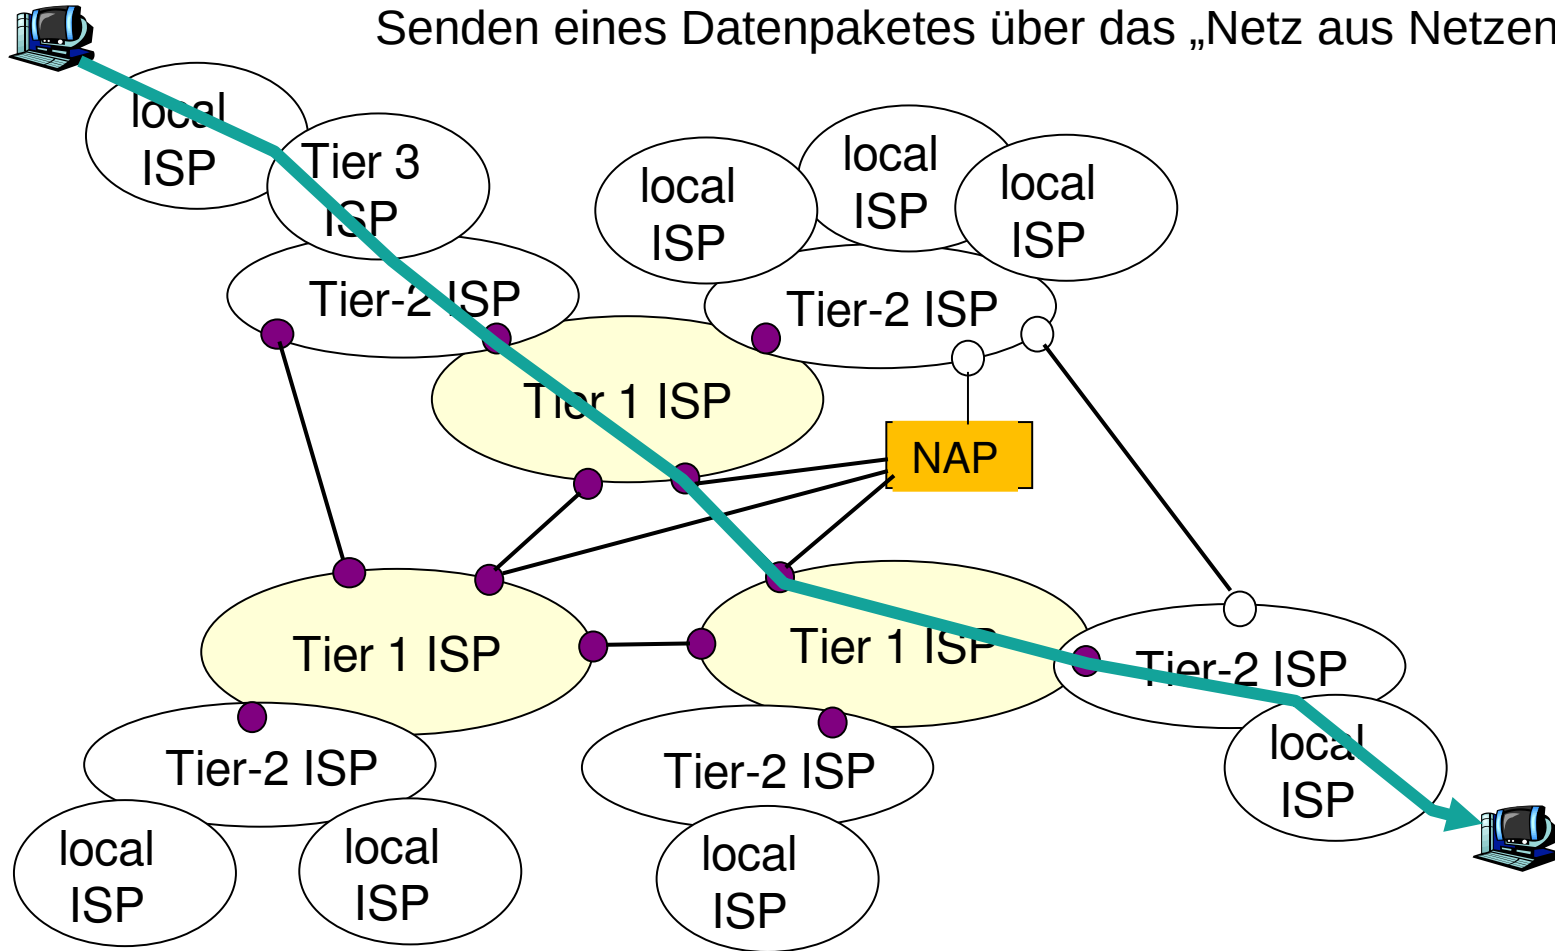 Senden eines Datenpaketes über das „Netz aus Netzen
local
ISP
Tier 3
ISP
local
ISP
local
ISP
local
ISP
Tier-2 ISP
Tier-2 ISP
Tier 1 ISP
NAP
Tier 1 ISP
Tier 1 ISP
Tier-2 ISP
Tier-2 ISP
Tier-2 ISP
local
ISP
local
ISP
local
ISP
local
ISP